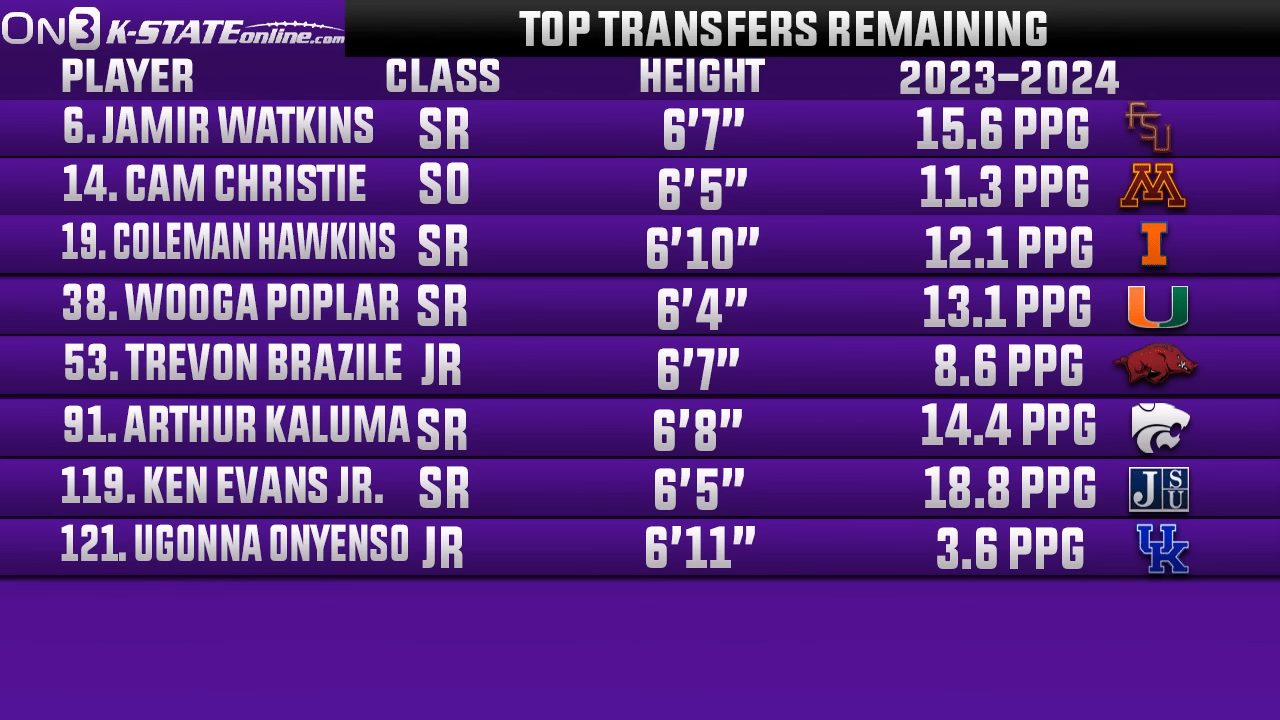 ON3 K-STATEonline.com TOP TRANSFERS REMAINING
PLAYER CLASS HEIGHT 2023-2024
6. JAMIR WATKINS SR 6'7" 15.6 PPG FSU
14. CAM CHRISTIE SO 6'5" 11.3 PPG M
19. COLEMAN HAWKINS SR 6'10" 12.1 PPG I
38. WOOGA POPLAR SR 6'4" 13.1 PPG U
53. TREVON BRAZILE JR 6'7" 8.6 PPG
91. ARTHUR KALUMA SR 6'8" 14.4 PPG
119. KEN EVANS JR. SR 6'5" 18.8 PPG JSU
121. UGONNA ONYENSO JR 6'11" 3.6 PPG UK